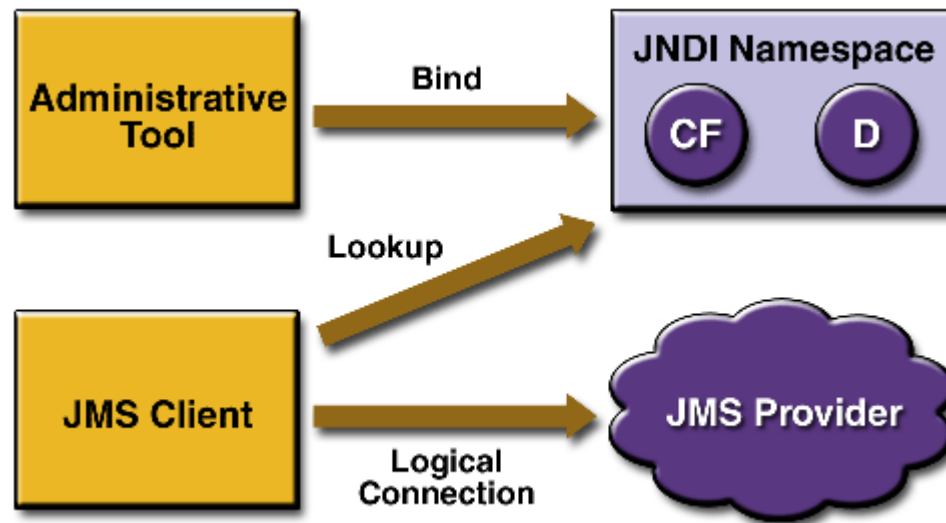 Administrative
Tool
Bind
JNDI Namespace
CF
D
Lookup
JMS Client
Logical
Connection
JMS Provider